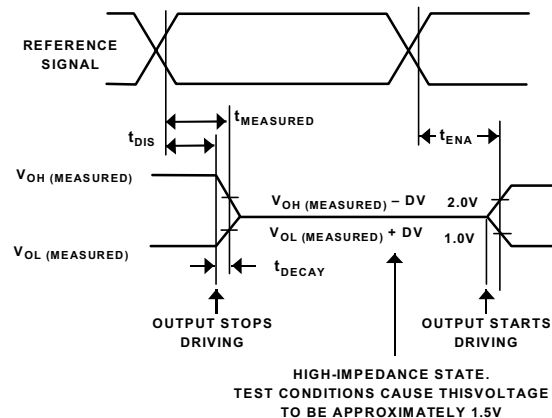 REFERENCE
SIGNAL
tMEASURED
tDIS
tENA
VOH (MEASURED)
VOH (MEASURED) – DV 2.0V
VOL (MEASURED) + DV 1.0V
VOL (MEASURED)
tDECAY
OUTPUT STOPS
DRIVING
OUTPUT STARTS
DRIVING
HIGH-IMPEDANCE STATE.
TEST CONDITIONS CAUSE THISVOLTAGE
TO BE APPROXIMATELY 1.5V